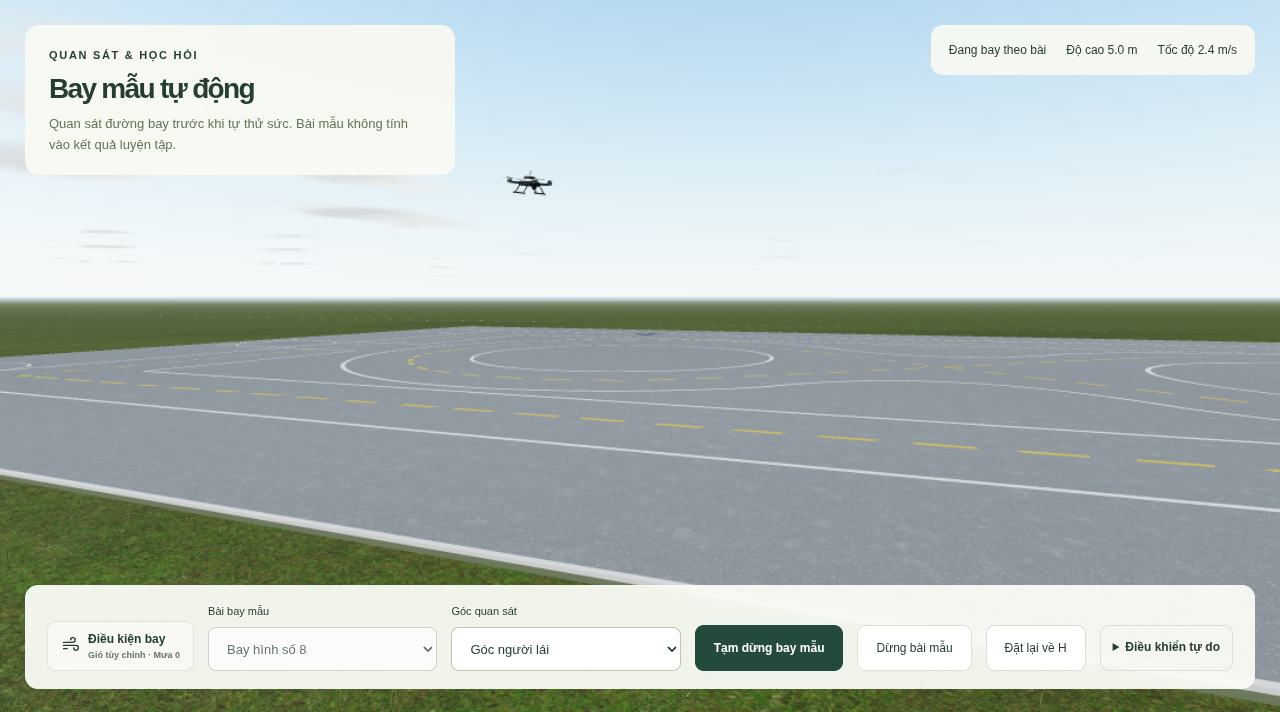 QUAN SÁT & HỌC HỎI
Bay mẫu tự động
Quan sát đường bay trước khi tự thử sức. Bài mẫu không tính
vào kết quả luyện tập.
Đang bay theo bài
Độ cao 5.0 m
Tốc độ 2.4 m/s
Điều kiện bay
Gió tùy chỉnh · Mưa 0
Bài bay mẫu
Bay hình số 8
Góc quan sát
Góc người lái
Tạm dừng bay mẫu
Dừng bài mẫu
Đặt lại về H
Điều khiển tự do